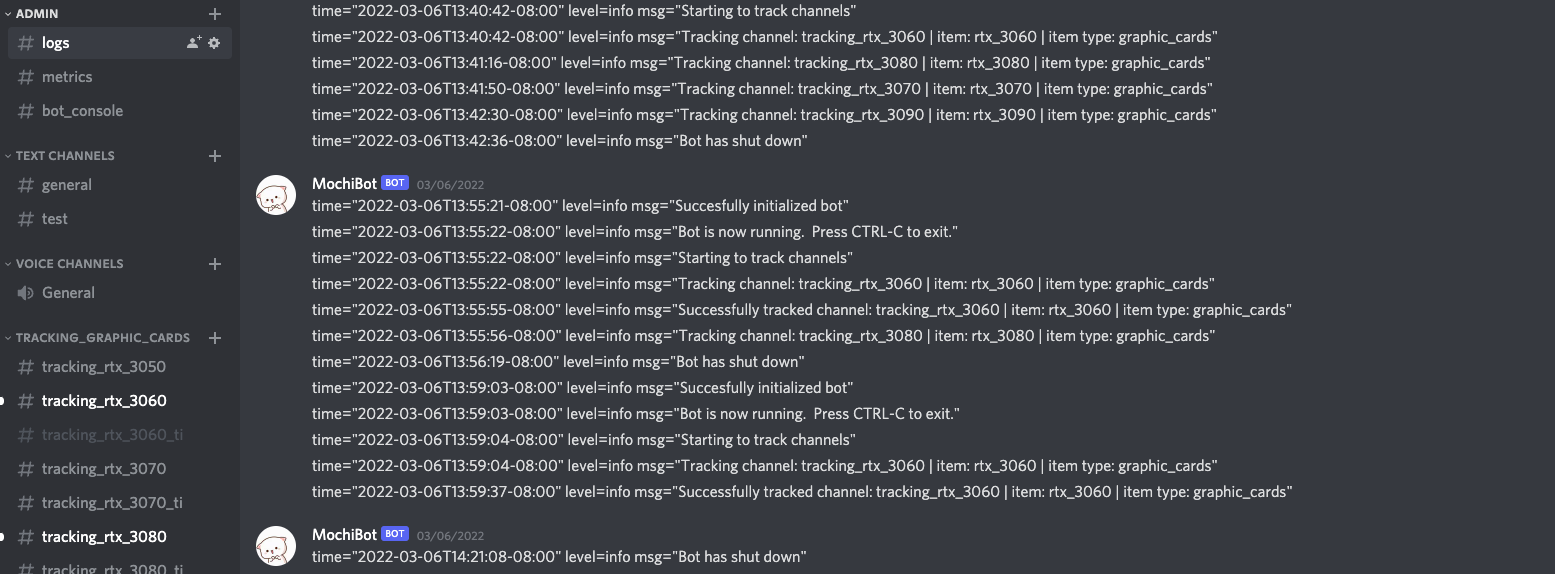 ADMIN
# logs
# metrics
# bot_console
TEXT CHANNELS
# general
# test
VOICE CHANNELS
General
TRACKING_GRAPHIC_CARDS
# tracking_rtx_3050
# tracking_rtx_3060
# tracking_rtx_3060_ti
# tracking_rtx_3070
# tracking_rtx_3070_ti
# tracking_rtx_3080
# tracking_rtx_3080_ti
time="2022-03-06T13:40:42-08:00" level=info msg="Starting to track channels"
time="2022-03-06T13:40:42-08:00" level=info msg="Tracking channel: tracking_rtx_3060 | item: rtx_3060 | item type: graphic_cards"
time="2022-03-06T13:41:16-08:00" level=info msg="Tracking channel: tracking_rtx_3080 | item: rtx_3080 | item type: graphic_cards"
time="2022-03-06T13:41:50-08:00" level=info msg="Tracking channel: tracking_rtx_3070 | item: rtx_3070 | item type: graphic_cards"
time="2022-03-06T13:42:30-08:00" level=info msg="Tracking channel: tracking_rtx_3090 | item: rtx_3090 | item type: graphic_cards"
time="2022-03-06T13:42:36-08:00" level=info msg="Bot has shut down"
MochiBot BOT 03/06/2022
time="2022-03-06T13:55:21-08:00" level=info msg="Succesfully initialized bot"
time="2022-03-06T13:55:22-08:00" level=info msg="Bot is now running.  Press CTRL-C to exit."
time="2022-03-06T13:55:22-08:00" level=info msg="Starting to track channels"
time="2022-03-06T13:55:22-08:00" level=info msg="Tracking channel: tracking_rtx_3060 | item: rtx_3060 | item type: graphic_cards"
time="2022-03-06T13:55:55-08:00" level=info msg="Successfully tracked channel: tracking_rtx_3060 | item: rtx_3060 | item type: graphic_cards"
time="2022-03-06T13:55:56-08:00" level=info msg="Tracking channel: tracking_rtx_3080 | item: rtx_3080 | item type: graphic_cards"
time="2022-03-06T13:56:19-08:00" level=info msg="Bot has shut down"
time="2022-03-06T13:59:03-08:00" level=info msg="Succesfully initialized bot"
time="2022-03-06T13:59:03-08:00" level=info msg="Bot is now running.  Press CTRL-C to exit."
time="2022-03-06T13:59:04-08:00" level=info msg="Starting to track channels"
time="2022-03-06T13:59:04-08:00" level=info msg="Tracking channel: tracking_rtx_3060 | item: rtx_3060 | item type: graphic_cards"
time="2022-03-06T13:59:37-08:00" level=info msg="Successfully tracked channel: tracking_rtx_3060 | item: rtx_3060 | item type: graphic_cards"
MochiBot BOT 03/06/2022
time="2022-03-06T14:21:08-08:00" level=info msg="Bot has shut down"